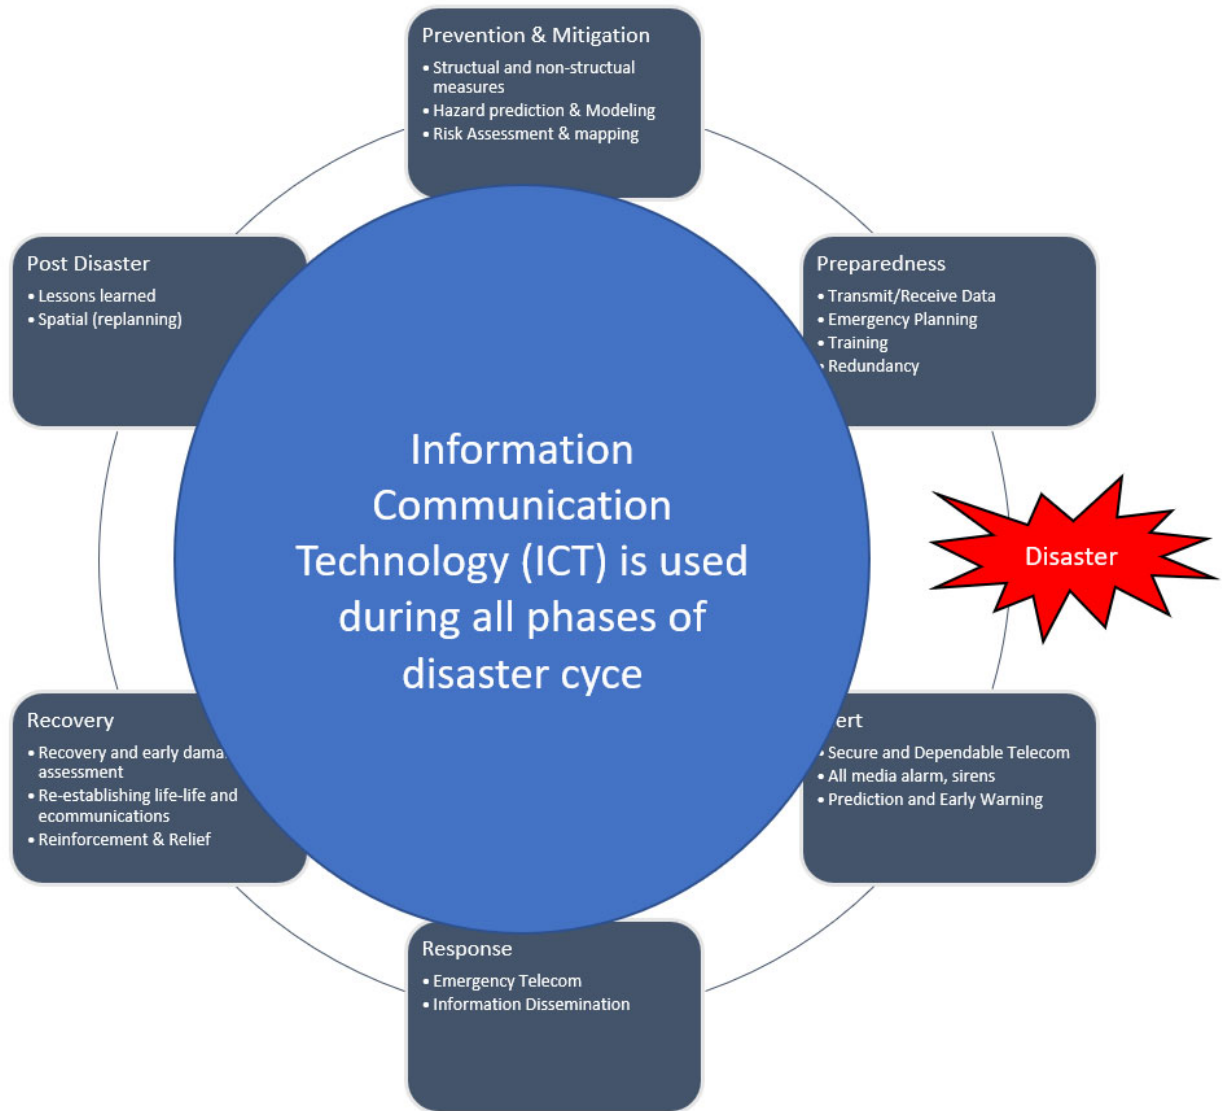 Prevention & Mitigation
• Structual and non-structual
measures
• Hazard prediction & Modeling
• Risk Assessment & mapping
Preparedness
• Transmit/Receive Data
• Emergency Planning
• Training
• Redundancy
Disaster
ert
• Secure and Dependable Telecom
• All media alarm, sirens
• Prediction and Early Warning
Response
• Emergency Telecom
• Information Dissemination
Recovery
• Recovery and early dama
assessment
• Re-establishing life-life and
ecommunications
• Reinforcement & Relief
Post Disaster
• Lessons learned
• Spatial (replanning)
Information
Communication
Technology (ICT) is used
during all phases of
disaster cyce